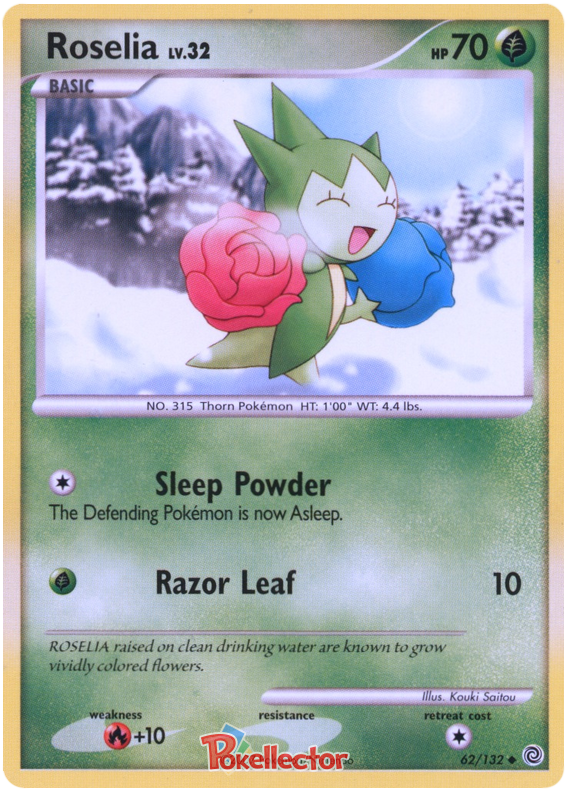 Roselia LV.32
HP 70
BASIC
NO. 315 Thorn Pokémon HT: 1'00" WT: 4.4 lbs.
Sleep Powder
The Defending Pokémon is now Asleep.
Razor Leaf 10
ROSELIA raised on clean drinking water are known to grow
vividly colored flowers.
Illus. Kouki Saitou
weakness resistance retreat cost
+10
Pokellector
62/132